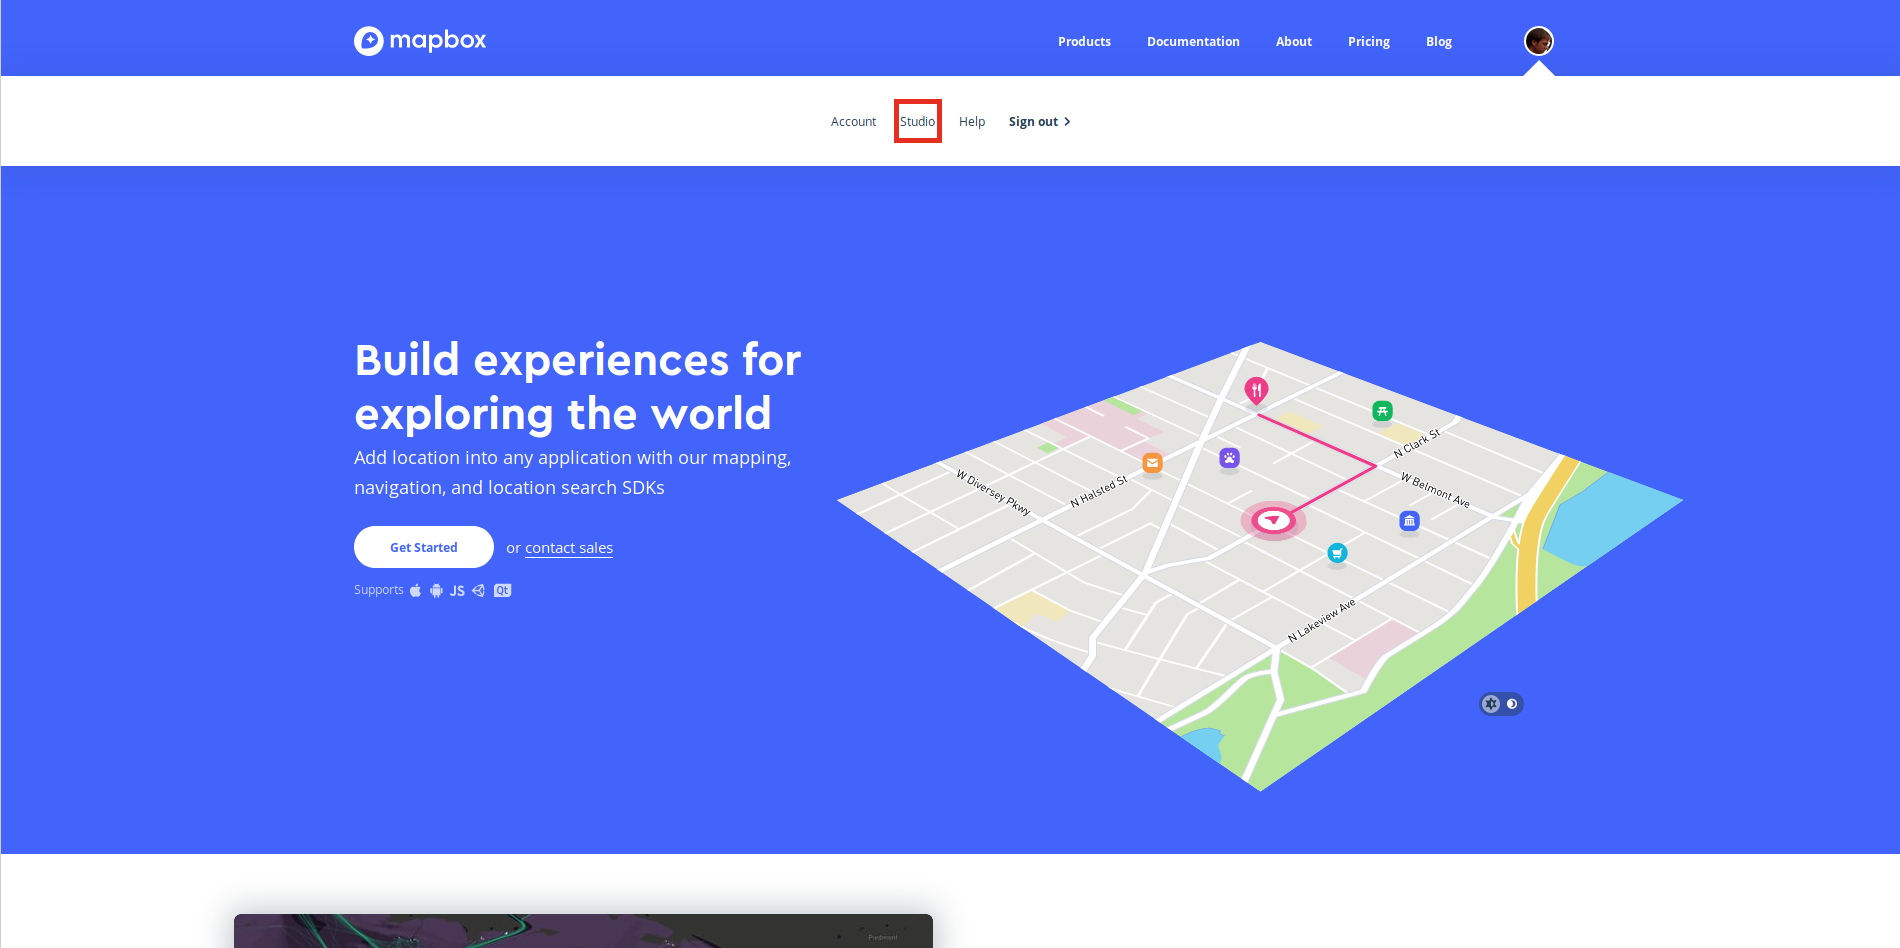 mapbox
Products Documentation About Pricing Blog
Account Studio Help Sign out
Build experiences for
exploring the world
Add location into any application with our mapping,
navigation, and location search SDKs
Get Started or contact sales
Supports JS Qt
N Clark St
W Belmont Ave
W Diversey Pkwy
N Halsted St
N Lakeview Ave
Piedmont